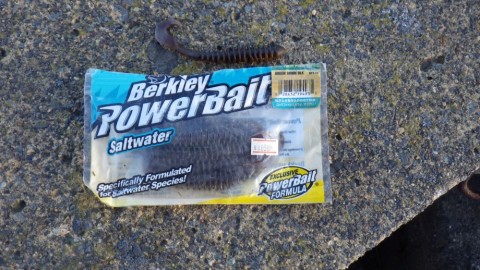 Berkley
PowerBait
Saltwater
Specifically Formulated
for Saltwater Species!
EXCLUSIVE
PowerBait
FORMULA